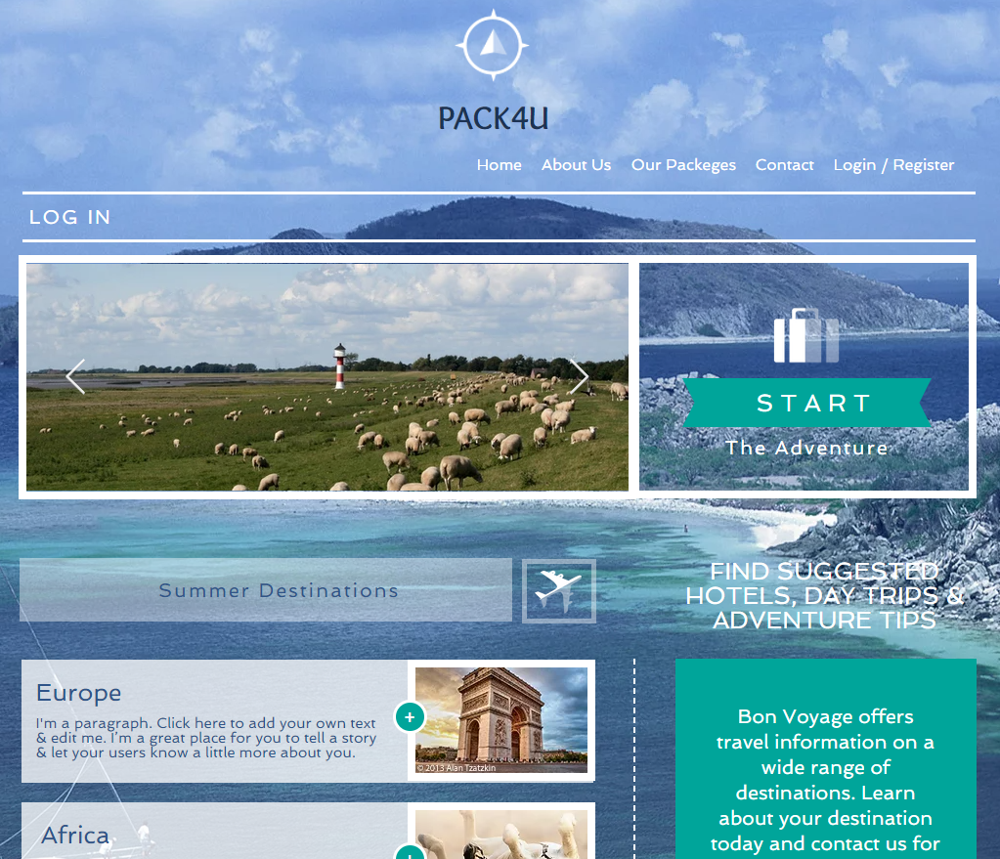 PACK4U
Home About Us Our Packeges Contact Login / Register
LOG IN
START
The Adventure
Summer Destinations
FIND SUGGESTED
HOTELS, DAY TRIPS &
ADVENTURE TIPS
Europe
I'm a paragraph. Click here to add your own text
& edit me. I'm a great place for you to tell a story
& let your users know a little more about you.
+
© 2013 Alan Tzatzkin
Bon Voyage offers
travel information on a
wide range of
destinations. Learn
about your destination
today and contact us for
Africa
+